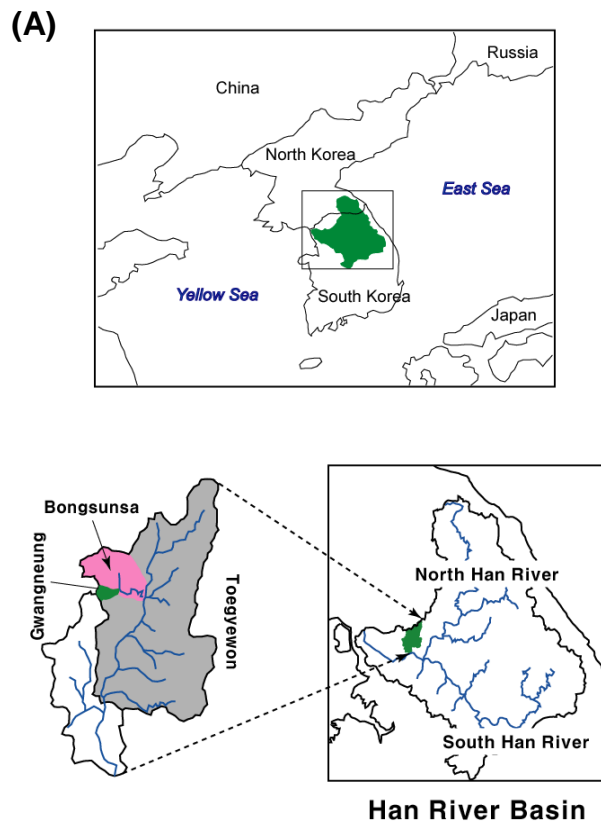 (A)
Russia
China
North Korea
East Sea
Yellow Sea
South Korea
Japan
Bongsunsa
Gwangneung
Toegyewon
North Han River
South Han River
Han River Basin